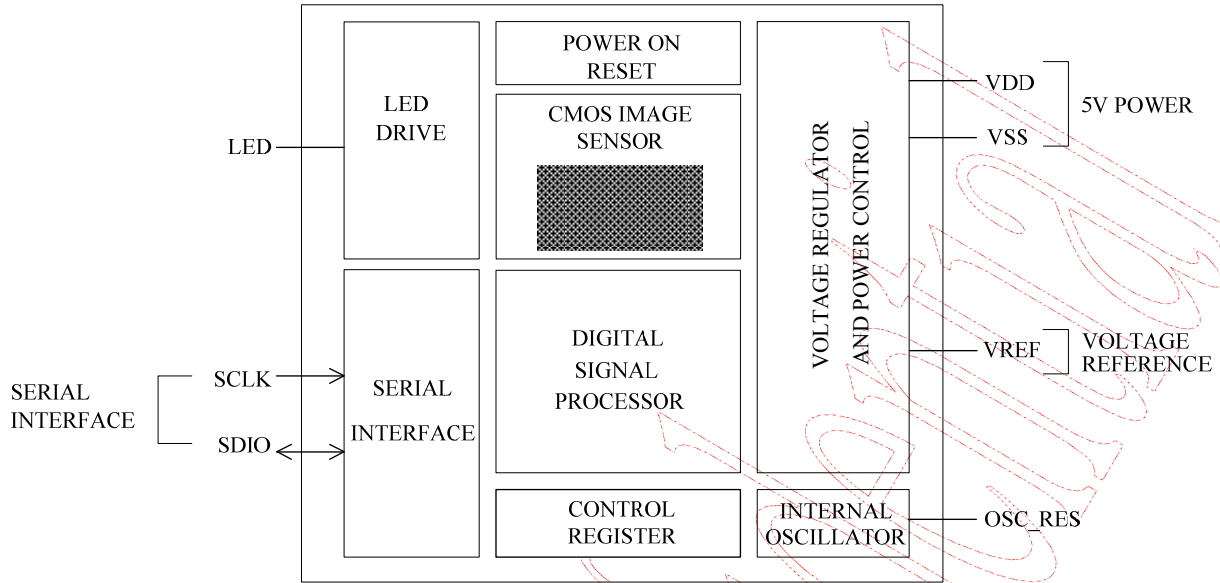 POWER ON
RESET
LED
DRIVE
CMOS IMAGE
SENSOR
LED
VOLTAGE REGULATOR
AND POWER CONTROL
VDD
VSS
5V POWER
VREF
VOLTAGE
REFERENCE
DIGITAL
SIGNAL
PROCESSOR
SERIAL
INTERFACE
SCLK
SDIO
SERIAL
INTERFACE
CONTROL
REGISTER
INTERNAL
OSCILLATOR
OSC_RES